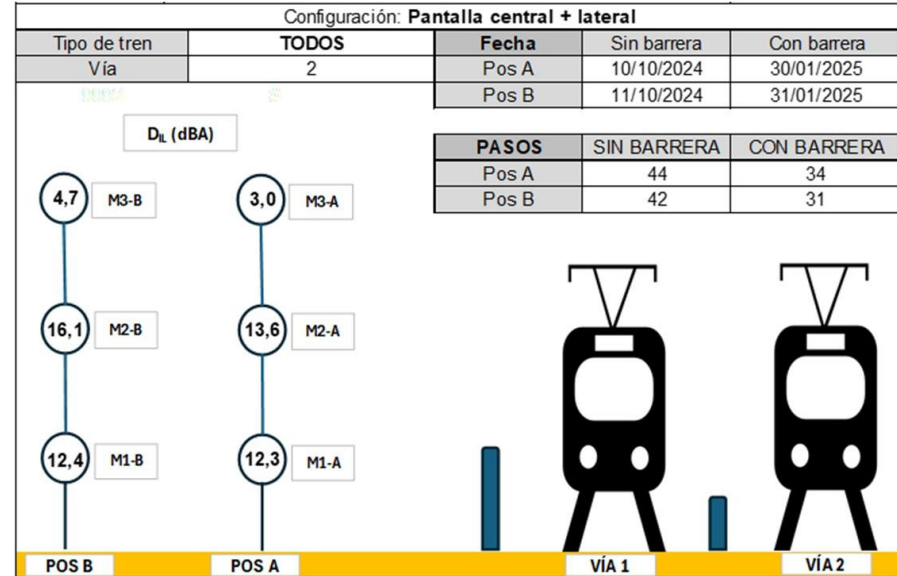 Configuración: Pantalla central + lateral
Tipo de tren TODOS Fecha Sin barrera Con barrera
Vía 2 Pos A 10/10/2024 30/01/2025
Pos B 11/10/2024 31/01/2025
D_IL (dBA)
PASOS SIN BARRERA CON BARRERA
Pos A 44 34
Pos B 42 31
4,7 M3-B 3,0 M3-A
16,1 M2-B 13,6 M2-A
12,4 M1-B 12,3 M1-A
POS B POS A VÍA 1 VÍA 2